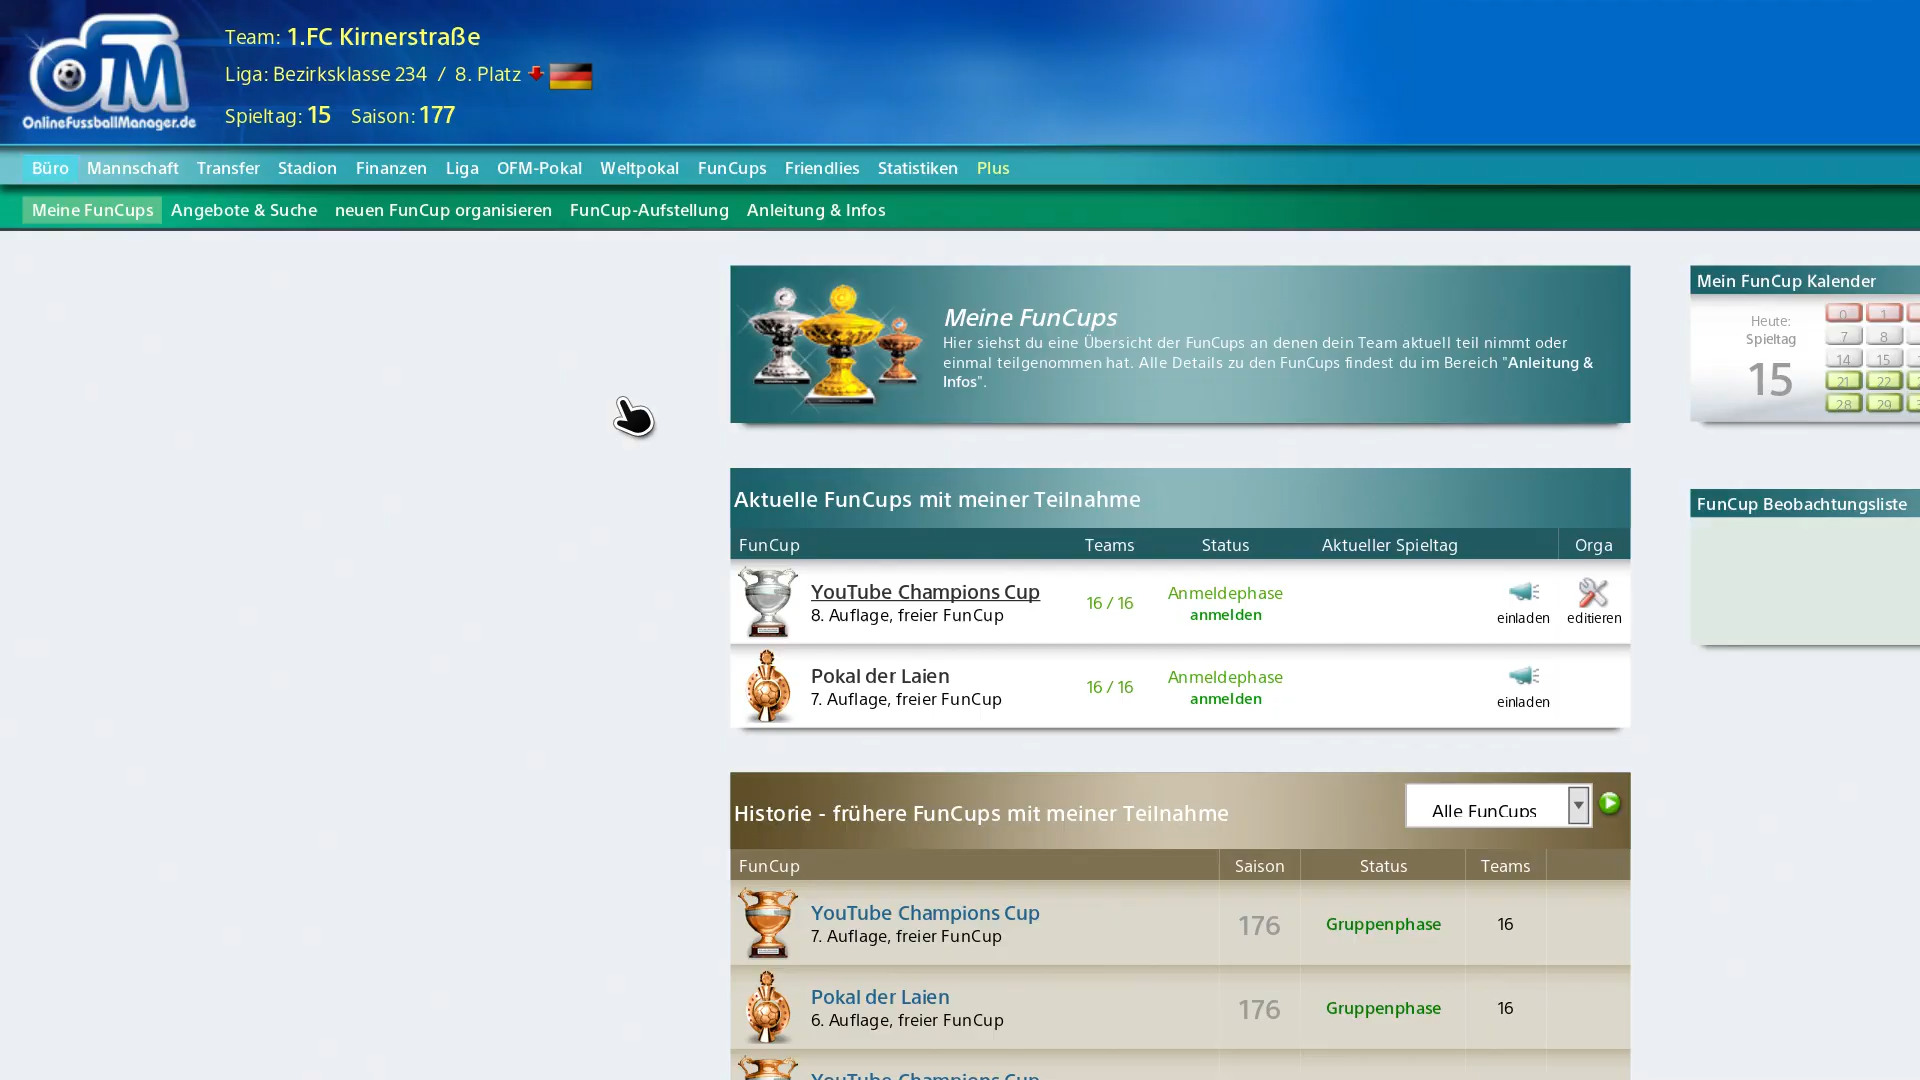 OFM
OnlineFussballManager.de
Team: 1.FC Kirnerstraße
Liga: Bezirksklasse 234 / 8. Platz
Spieltag: 15 Saison: 177
Büro Mannschaft Transfer Stadion Finanzen Liga OFM-Pokal Weltpokal FunCups Friendlies Statistiken Plus
Meine FunCups Angebote & Suche neuen FunCup organisieren FunCup-Aufstellung Anleitung & Infos
Meine FunCups
Hier siehst du eine Übersicht der FunCups an denen dein Team aktuell teil nimmt oder
einmal teilgenommen hat. Alle Details zu den FunCups findest du im Bereich "Anleitung &
Infos".
Mein FunCup Kalender
Heute:
Spieltag
15
0 1
7 8
14 15
21 22
28 29
FunCup Beobachtungsliste
Aktuelle FunCups mit meiner Teilnahme
FunCup Teams Status Aktueller Spieltag Orga
YouTube Champions Cup
8. Auflage, freier FunCup
16 / 16
Anmeldephase
anmelden
einladen editieren
Pokal der Laien
7. Auflage, freier FunCup
16 / 16
Anmeldephase
anmelden
einladen
Historie - frühere FunCups mit meiner Teilnahme
Alle FunCups
FunCup Saison Status Teams
YouTube Champions Cup
7. Auflage, freier FunCup
176 Gruppenphase 16
Pokal der Laien
6. Auflage, freier FunCup
176 Gruppenphase 16
YouTube Champions Cup